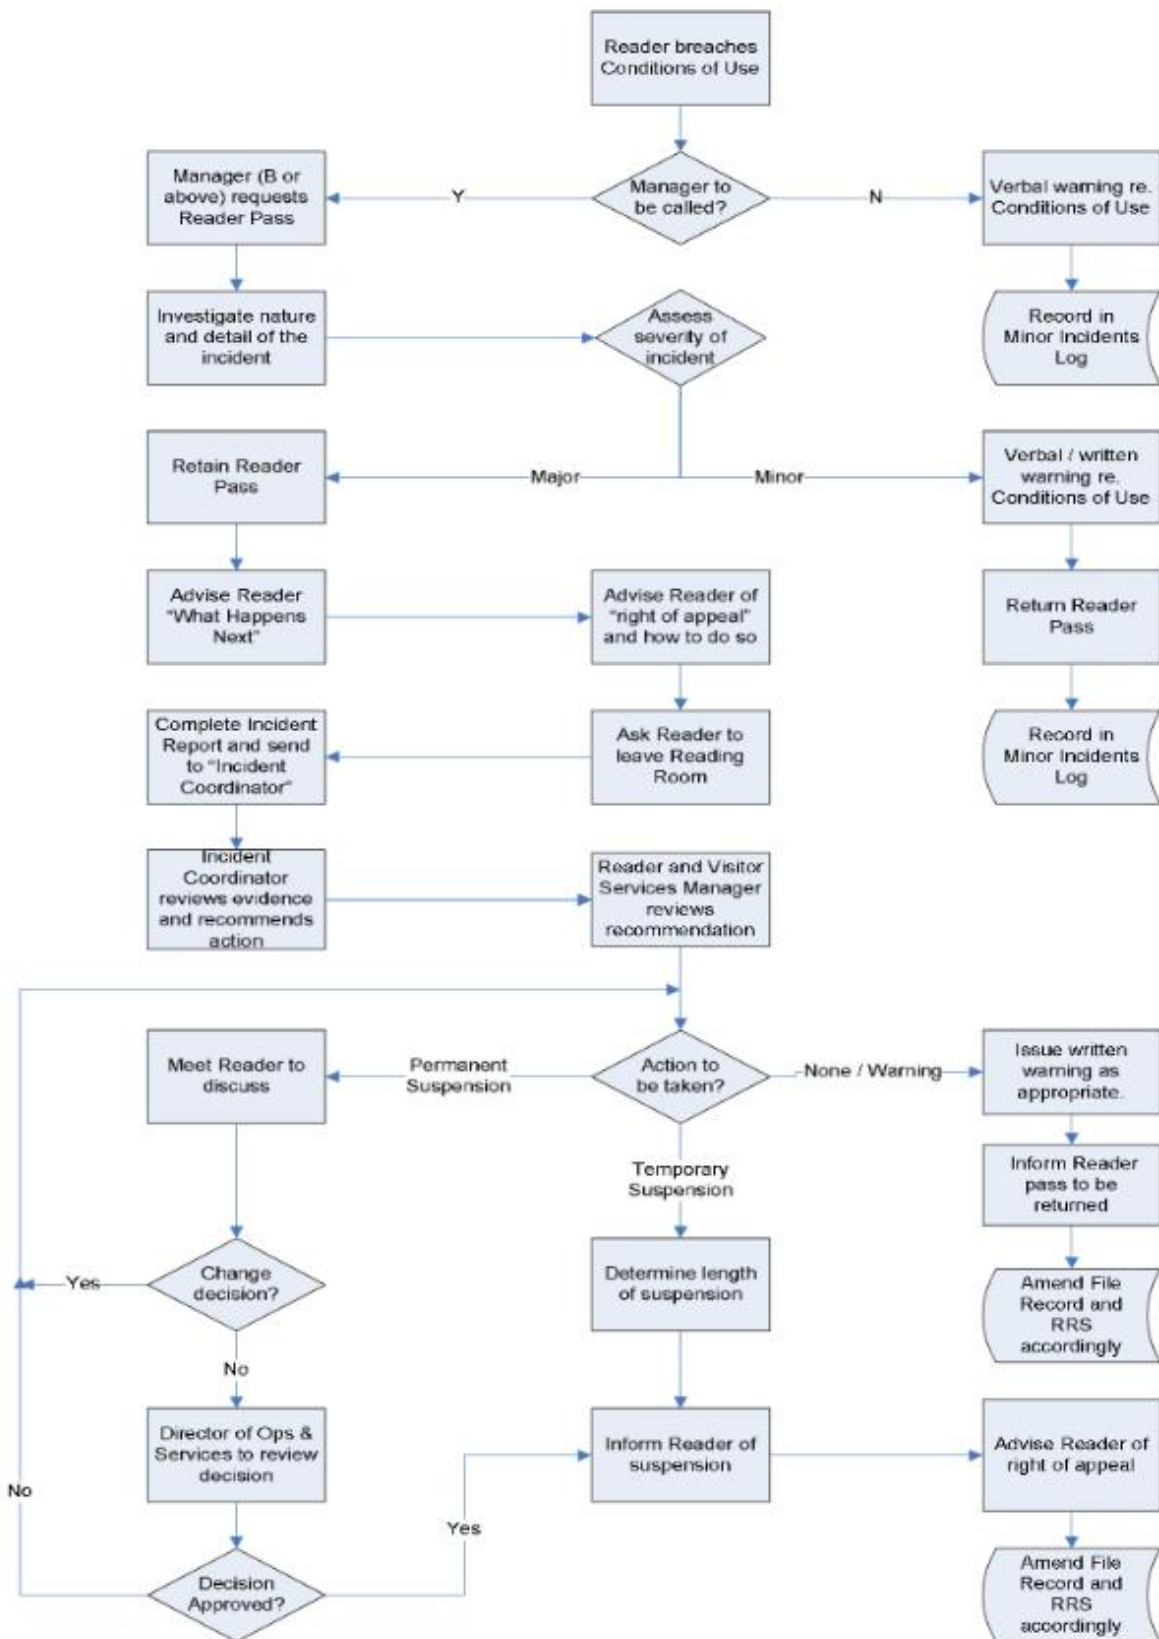 Reader breaches
Conditions of Use
Manager (B or
above) requests
Reader Pass
Y
Manager to
be called?
N
Verbal warning re.
Conditions of Use
Investigate nature
and detail of the
incident
Assess
severity of
incident
Record in
Minor Incidents
Log
Retain Reader
Pass
Major
Minor
Verbal / written
warning re.
Conditions of Use
Advise Reader
“What Happens
Next”
Advise Reader of
“right of appeal”
and how to do so
Return Reader
Pass
Complete Incident
Report and send
to “Incident
Coordinator”
Ask Reader to
leave Reading
Room
Record in
Minor Incidents
Log
Incident
Coordinator
reviews evidence
and recommends
action
Reader and Visitor
Services Manager
reviews
recommendation
Meet Reader to
discuss
Permanent
Suspension
Action to
be taken?
None / Warning
Issue written
warning as
appropriate.
Temporary
Suspension
Inform Reader
pass to be
returned
Yes
Change
decision?
Determine length
of suspension
Amend File
Record and
RRS
accordingly
No
Director of Ops &
Services to review
decision
Inform Reader of
suspension
Advise Reader of
right of appeal
No
Yes
Decision
Approved?
Amend File
Record and
RRS
accordingly